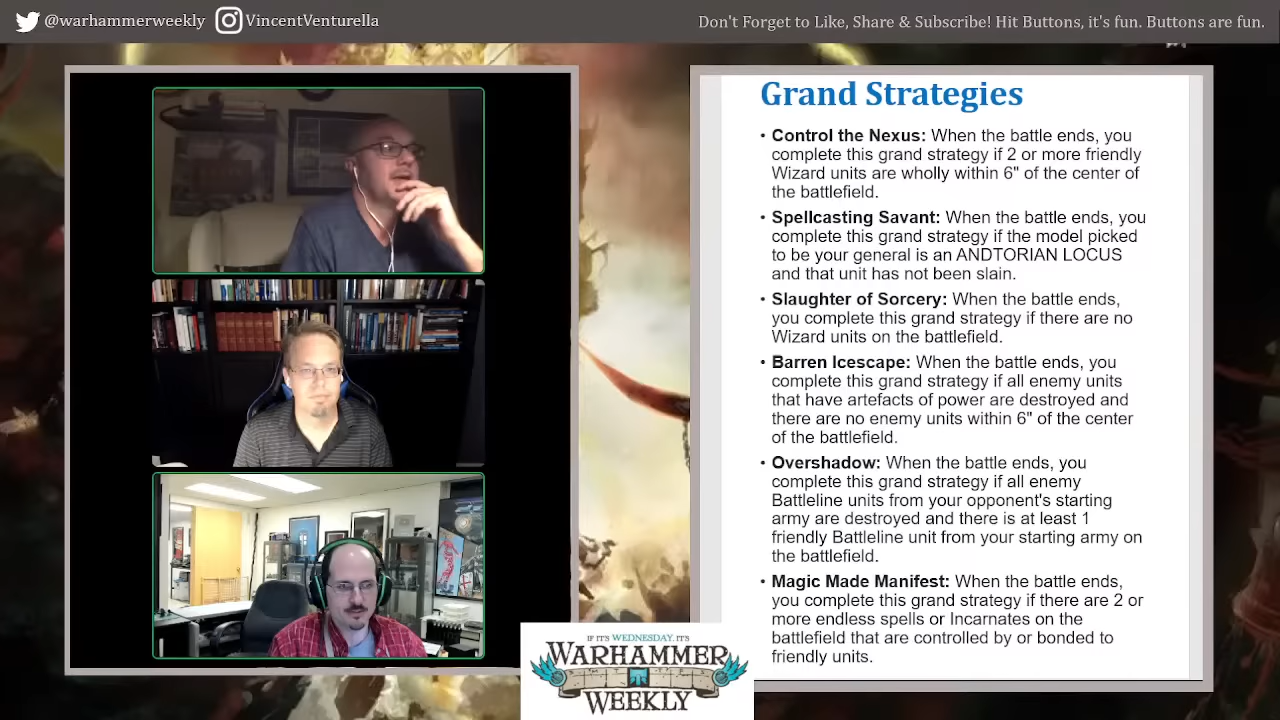 @warhammerweekly VincentVenturella
Don't Forget to Like, Share & Subscribe! Hit Buttons, it's fun. Buttons are fun.
Grand Strategies
• Control the Nexus: When the battle ends, you
complete this grand strategy if 2 or more friendly
Wizard units are wholly within 6" of the center of
the battlefield.
• Spellcasting Savant: When the battle ends, you
complete this grand strategy if the model picked
to be your general is an ANDTORIAN LOCUS
and that unit has not been slain.
• Slaughter of Sorcery: When the battle ends,
you complete this grand strategy if there are no
Wizard units on the battlefield.
• Barren Icescape: When the battle ends, you
complete this grand strategy if all enemy units
that have artefacts of power are destroyed and
there are no enemy units within 6" of the center
of the battlefield.
• Overshadow: When the battle ends, you
complete this grand strategy if all enemy
Battleline units from your opponent's starting
army are destroyed and there is at least 1
friendly Battleline unit from your starting army on
the battlefield.
• Magic Made Manifest: When the battle ends,
you complete this grand strategy if there are 2 or
more endless spells or Incarnates on the
battlefield that are controlled by or bonded to
friendly units.
IF IT'S WEDNESDAY, IT'S
WARHAMMER
WEEKLY